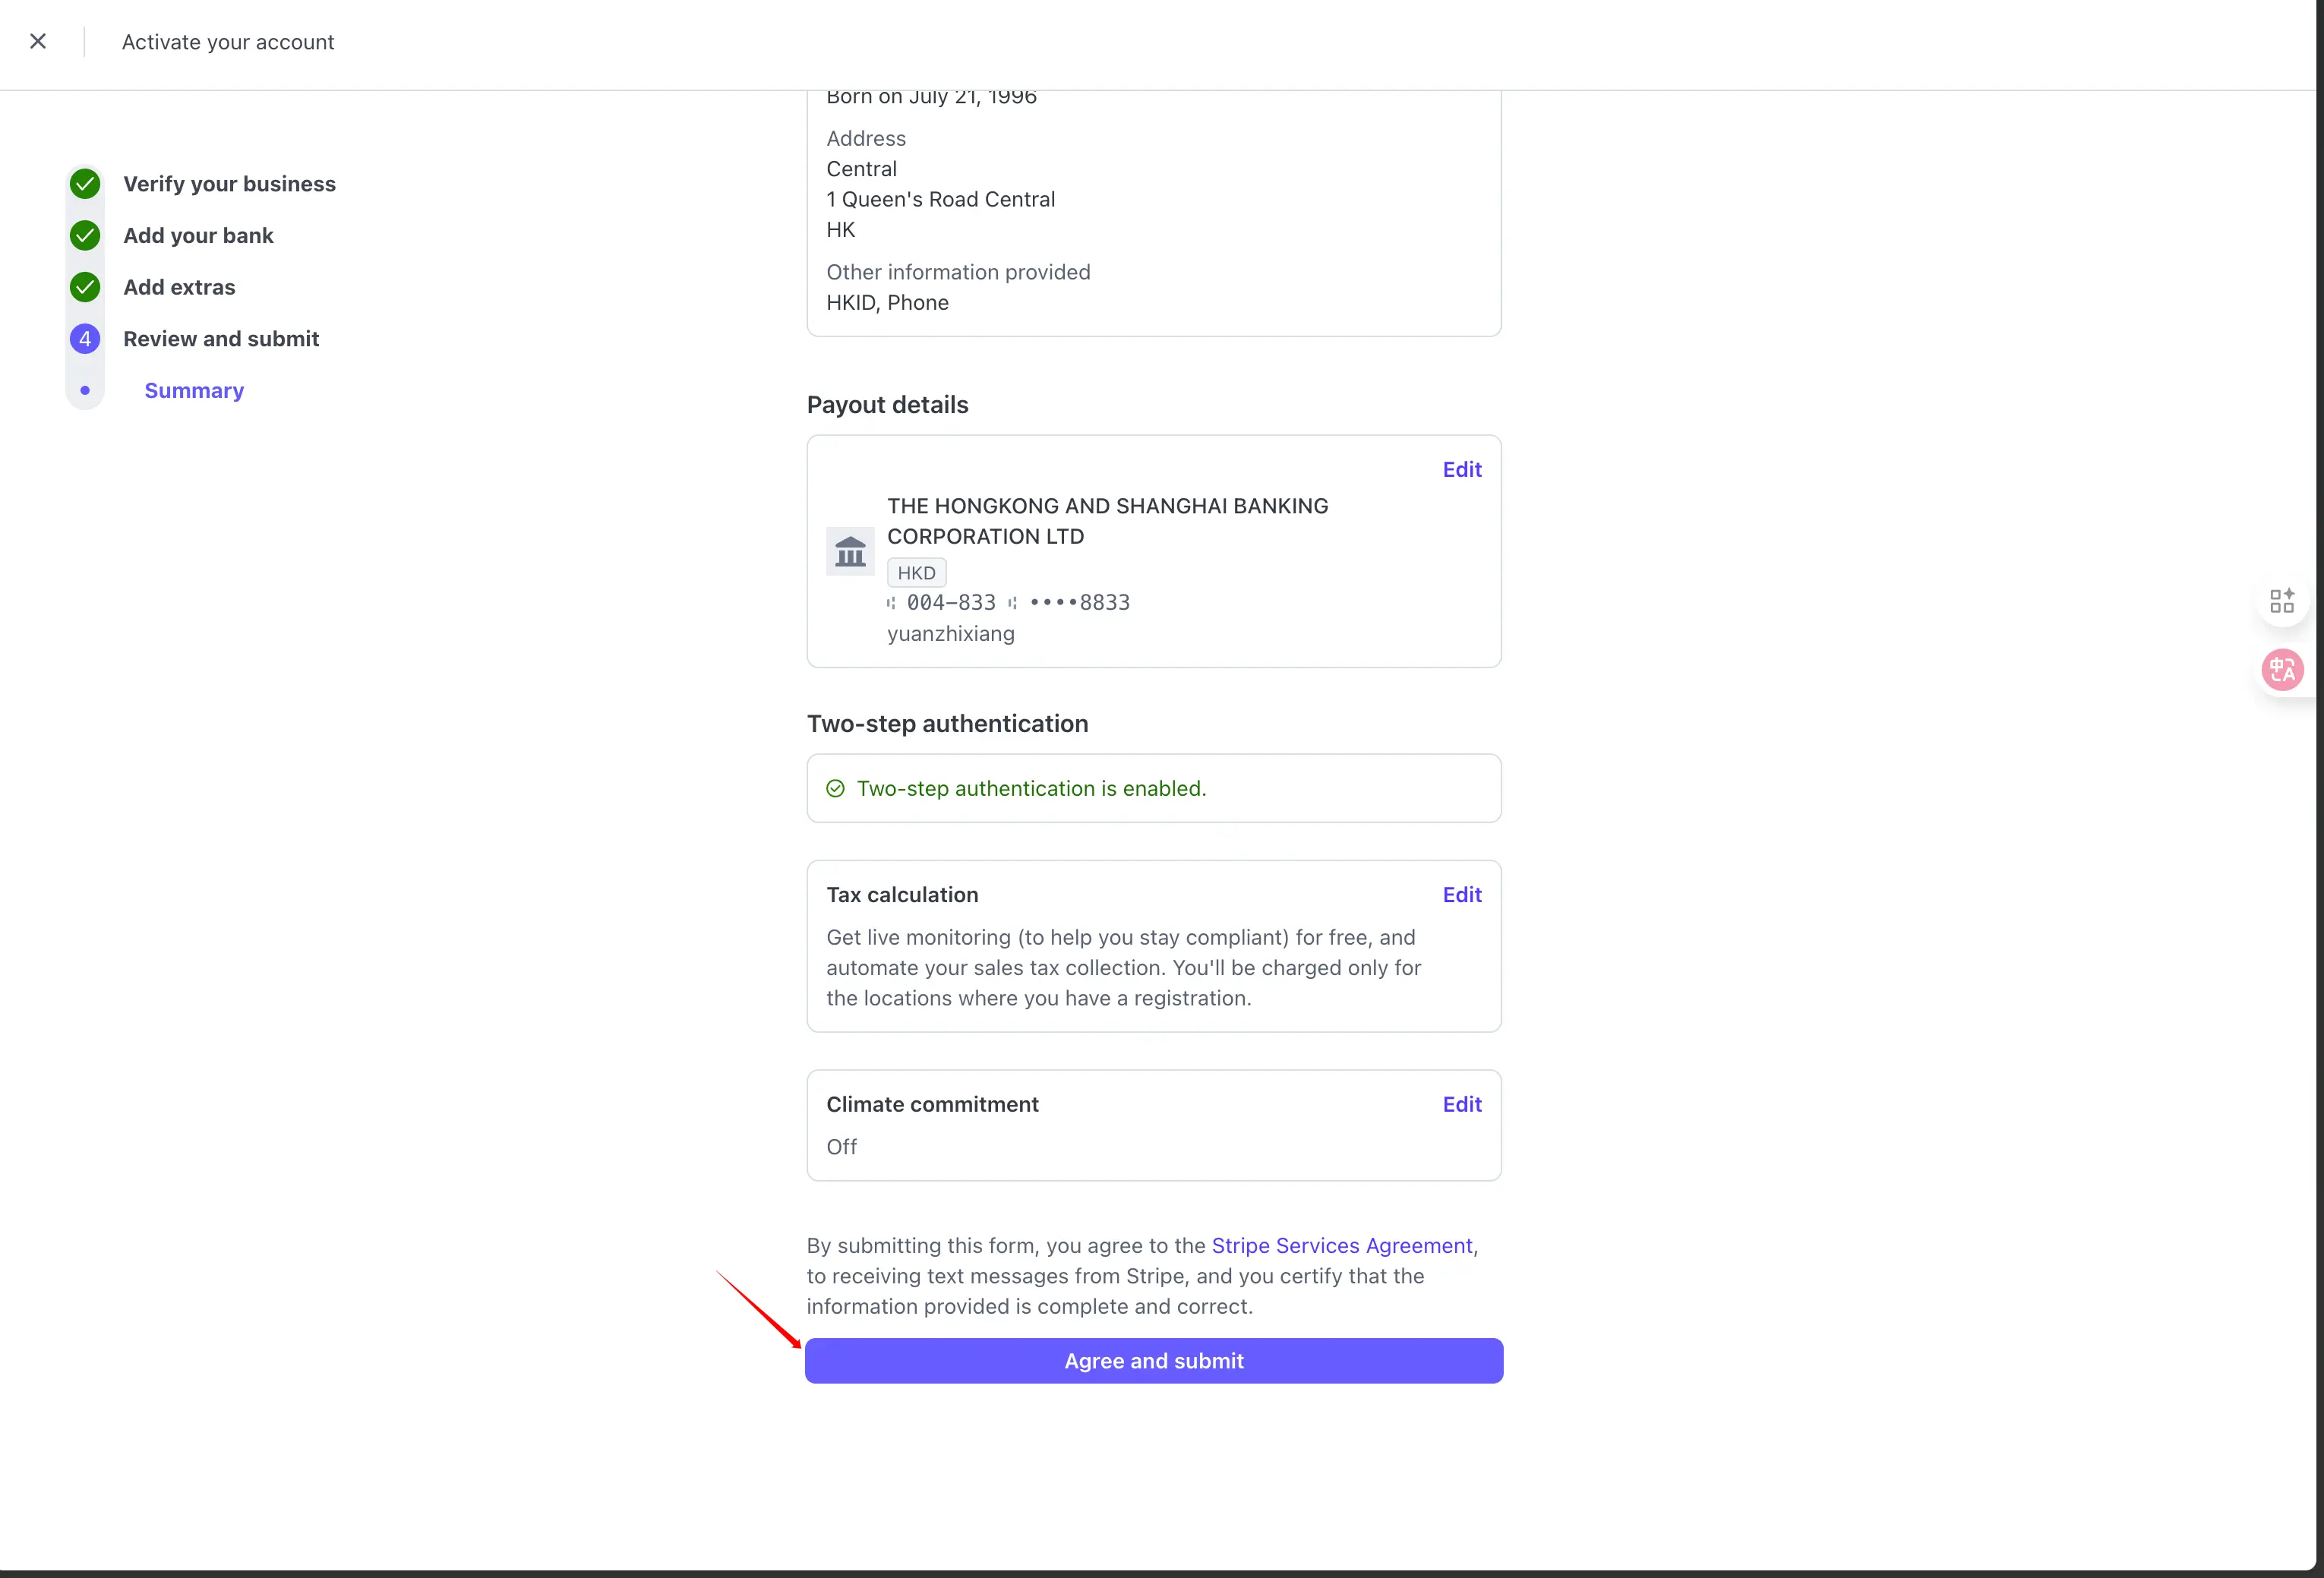 Activate your account
Verify your business
Add your bank
Add extras
4
Review and submit
Summary
Born on July 21, 1996
Address
Central
1 Queen's Road Central
HK
Other information provided
HKID, Phone
Payout details
Edit
THE HONGKONG AND SHANGHAI BANKING
CORPORATION LTD
HKD
⑆ 004–833 ⑆ ••••8833
yuanzhixiang
Two-step authentication
Two-step authentication is enabled.
Tax calculation
Edit
Get live monitoring (to help you stay compliant) for free, and
automate your sales tax collection. You'll be charged only for
the locations where you have a registration.
Climate commitment
Edit
Off
By submitting this form, you agree to the Stripe Services Agreement,
to receiving text messages from Stripe, and you certify that the
information provided is complete and correct.
Agree and submit
中A